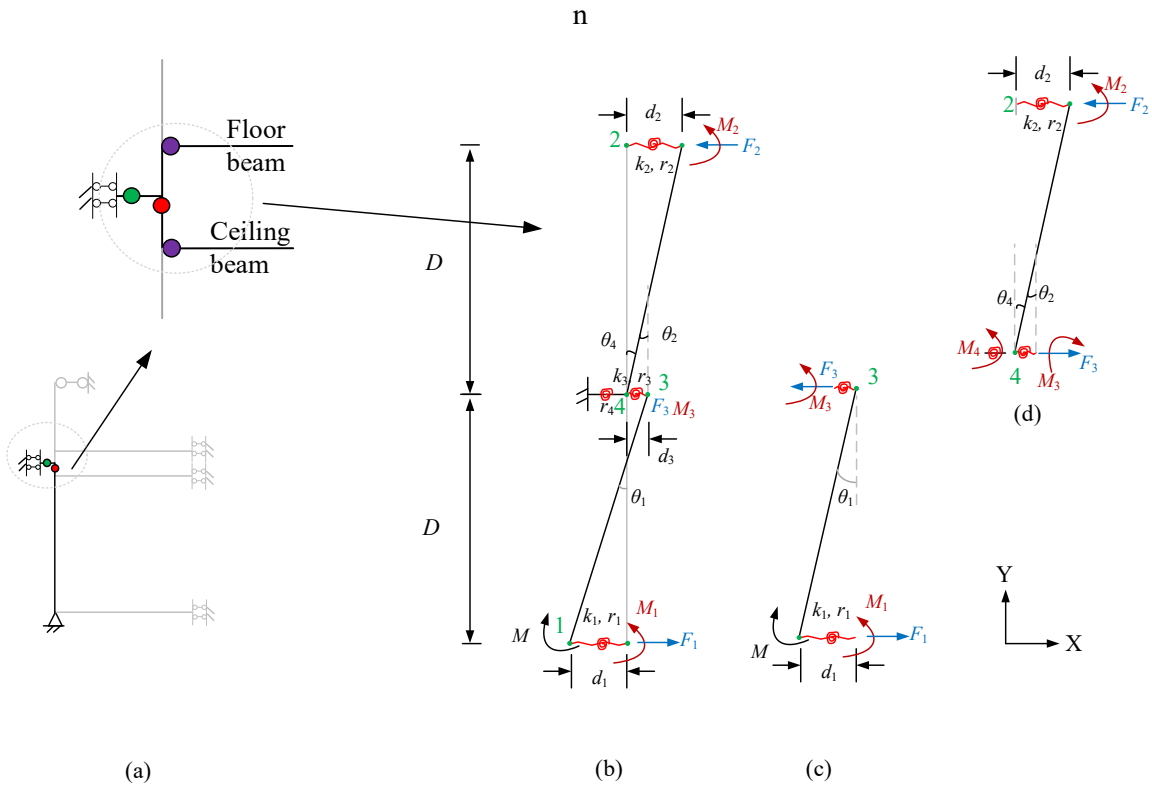 n
Floor
beam
Ceiling
beam
(a)
D
D
d2
2
M2
F2
k2, r2
θ4
θ2
k3 r3
3
r4
4
F3
M3
d3
θ1
k1, r1
M1
1
M
F1
d1
(b)
F3
3
M3
θ1
k1, r1
M1
F1
M
d1
(c)
d2
2
M2
F2
k2, r2
θ4
θ2
M4
4
M3
F3
(d)
Y
X